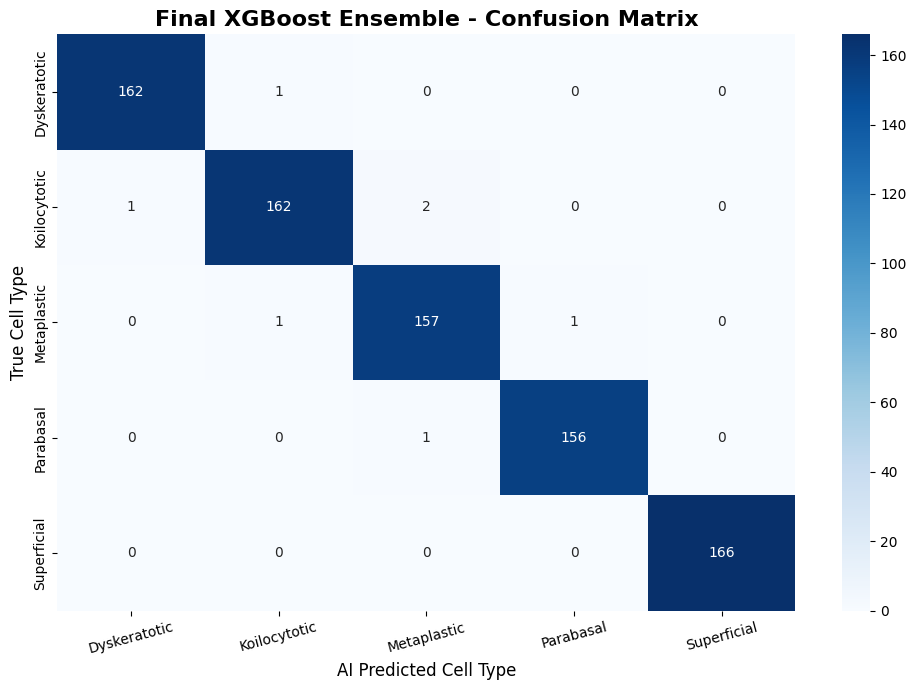 Final XGBoost Ensemble - Confusion Matrix
True Cell Type
Dyskeratotic
162 1 0 0 0
Koilocytotic
1 162 2 0 0
Metaplastic
0 1 157 1 0
Parabasal
0 0 1 156 0
Superficial
0 0 0 0 166
Dyskeratotic Koilocytotic Metaplastic Parabasal Superficial
AI Predicted Cell Type
160
140
120
100
80
60
40
20
0